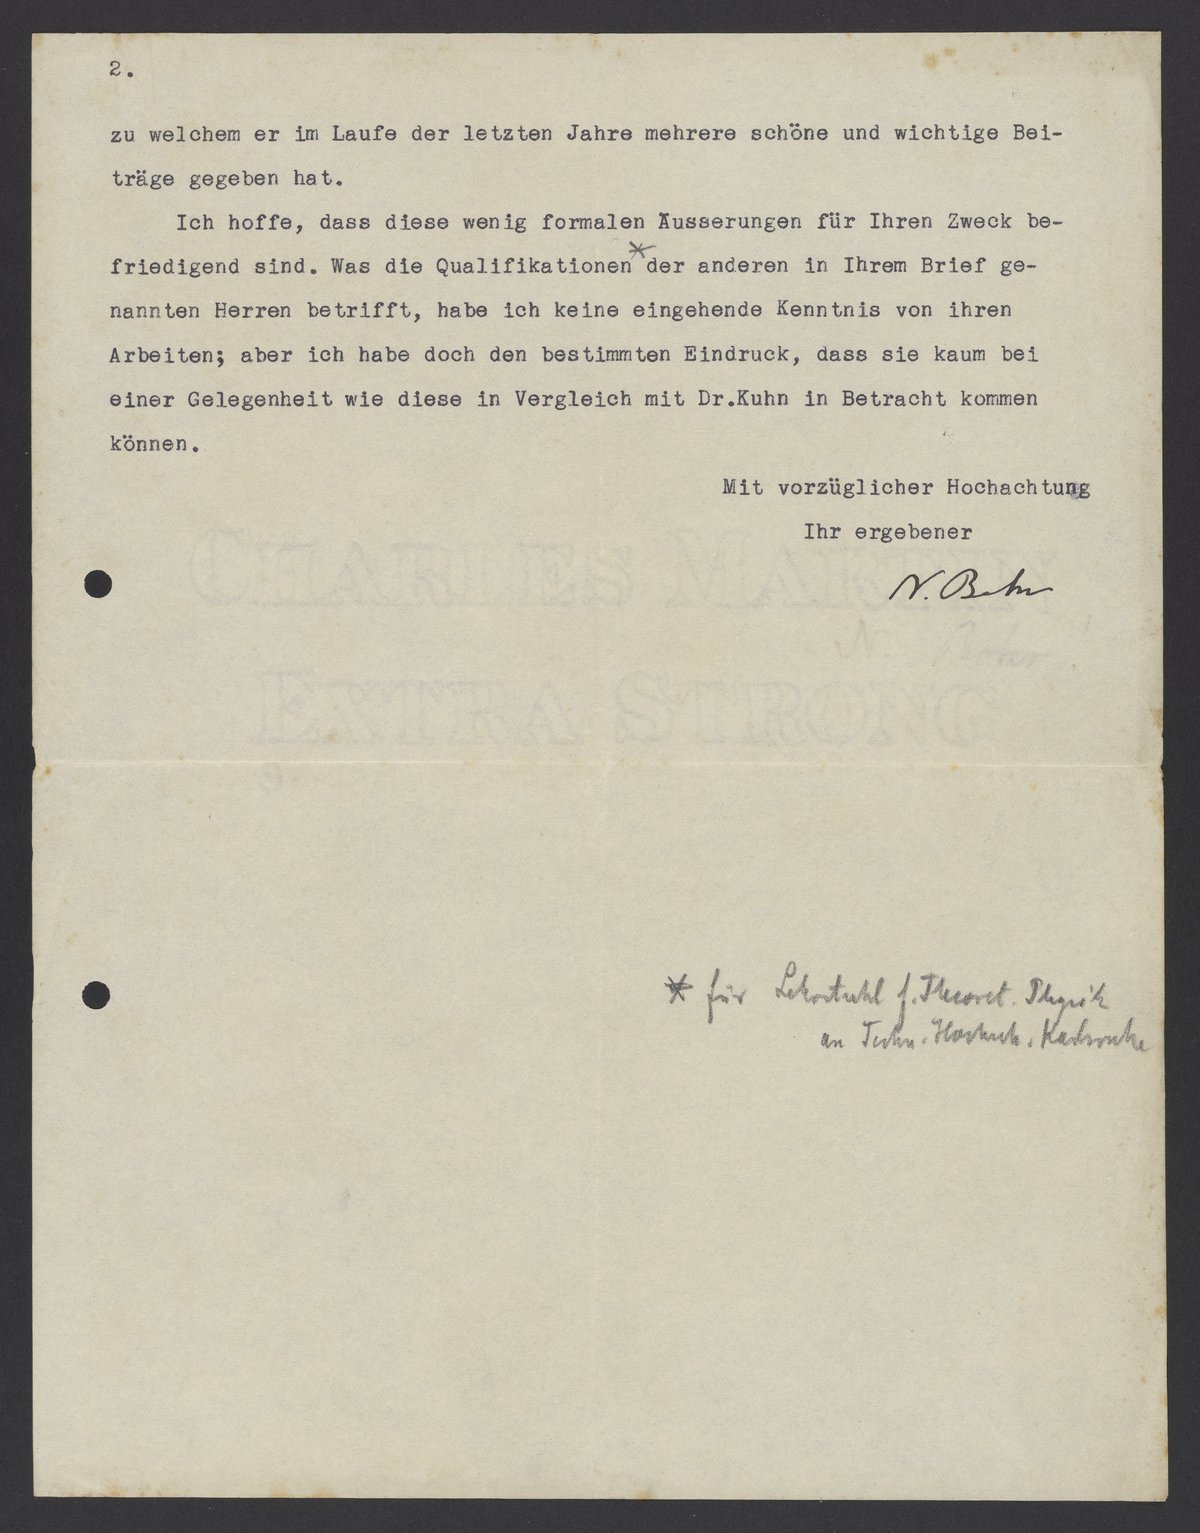 2.
zu welchem er im Laufe der letzten Jahre mehrere schöne und wichtige Bei-
träge gegeben hat.
Ich hoffe, dass diese wenig formalen Äusserungen für Ihren Zweck be-
friedigend sind. Was die Qualifikationen * der anderen in Ihrem Brief ge-
nannten Herren betrifft, habe ich keine eingehende Kenntnis von ihren
Arbeiten; aber ich habe doch den bestimmten Eindruck, dass sie kaum bei
einer Gelegenheit wie diese in Vergleich mit Dr.Kuhn in Betracht kommen
können.
Mit vorzüglicher Hochachtung
Ihr ergebener
N. Bohr
N. Bohr
EXTRA STRONG
* für Lehrstuhl f. Theoret. Physik
an Techn. Hochsch. Karlsruhe